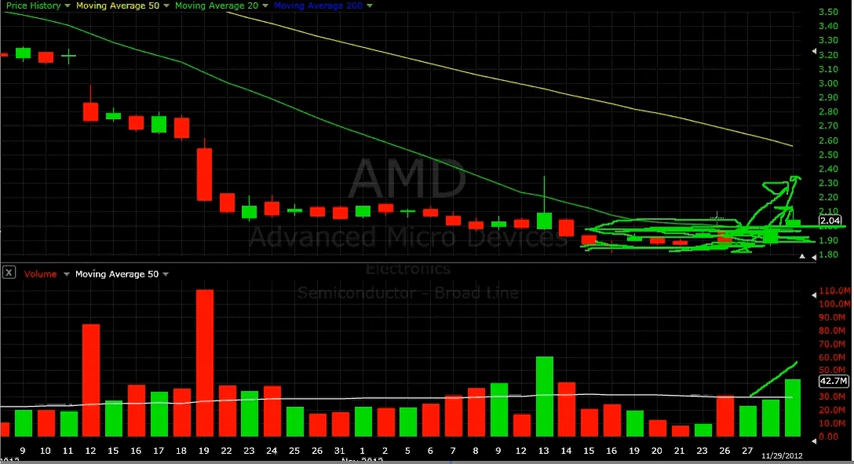 Price History Moving Average 50 Moving Average 20 Moving Average 200
3.50
3.40
3.30
3.20
3.10
3.00
2.90
2.80
2.70
2.60
2.50
2.40
2.30
2.20
2.10
2.04
1.90
1.80
AMD
Advanced Micro Devices
Electronics
Semiconductor - Broad Line
X Volume Moving Average 50
110.0M
100.0M
90.0M
80.0M
70.0M
60.0M
50.0M
42.7M
30.0M
20.0M
10.0M
9 10 11 12 15 16 17 18 19 22 23 24 25 26 31 1 2 5 6 7 8 9 12 13 14 15 16 19 20 21 23 26 27 11/29/2012